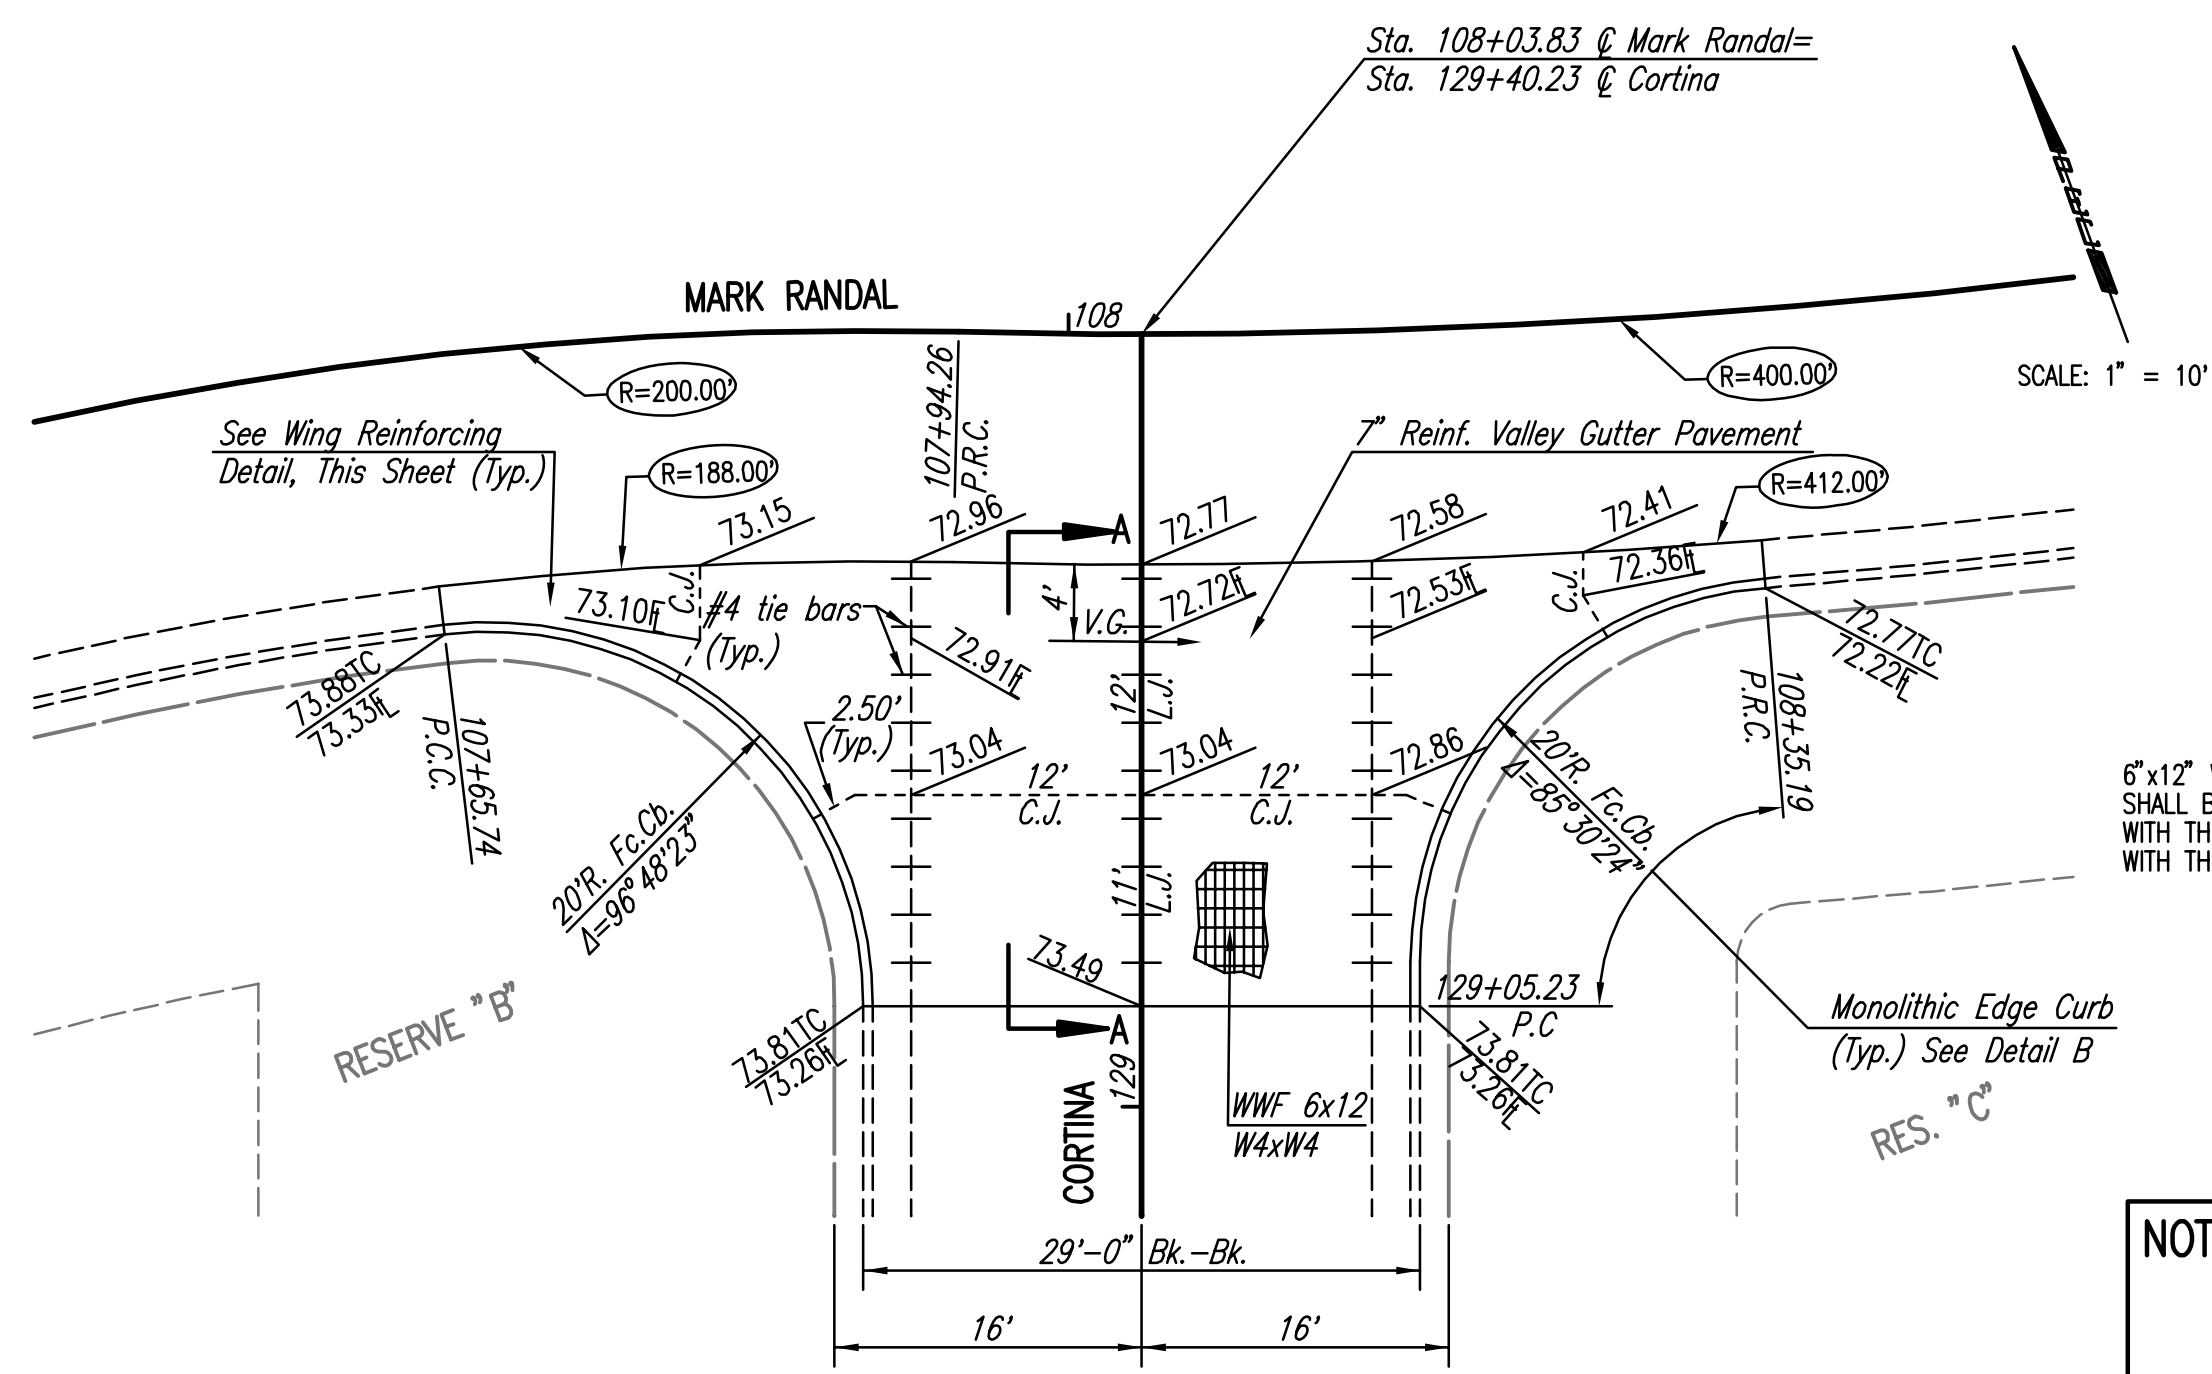 Sta. 108+03.83 ℄ Mark Randal=
Sta. 129+40.23 ℄ Cortina
MARK RANDAL
108
SCALE: 1" = 10'
R=200.00'
R=400.00'
107+94.26
P.R.C.
See Wing Reinforcing
Detail, This Sheet (Typ.)
R=188.00'
7" Reinf. Valley Gutter Pavement
R=412.00'
73.15
72.96
A
72.77
72.58
72.41
72.36FL
C.J.
C.J.
73.10FL
#4 tie bars
(Typ.)
4'
V.G.
72.72FL
72.53FL
72.91FL
72.77TC
72.22FL
73.88TC
73.33FL
107+65.74
P.C.C.
108+35.19
P.R.C.
2.50'
(Typ.)
12'
L.J.
73.04
73.04
72.86
12'
C.J.
12'
C.J.
20'R. Fc.Cb.
Δ=96°48'23"
20'R. Fc.Cb.
Δ=85°30'24"
6"x12" 
SHALL B
WITH TH
WITH TH
11'
L.J.
73.49
129+05.23
P.C
RESERVE "B"
73.81TC
73.26FL
A
73.81TC
73.26FL
Monolithic Edge Curb
(Typ.) See Detail B
129
CORTINA
WWF 6x12
W4xW4
RES. "C"
NOT
29'-0" Bk.-Bk.
16'
16'